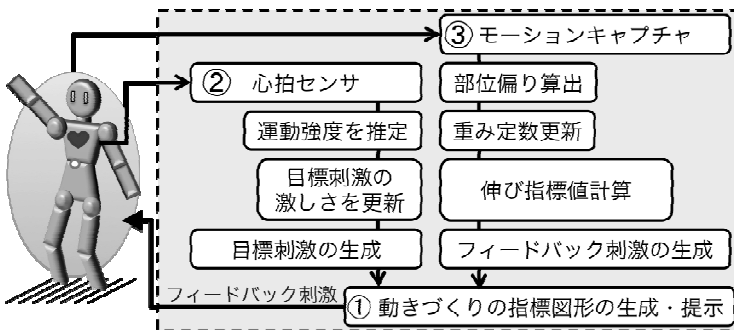 ③ モーションキャプチャ
② 心拍センサ
部位偏り算出
運動強度を推定
重み定数更新
目標刺激の
激しさを更新
伸び指標値計算
目標刺激の生成
フィードバック刺激の生成
フィードバック刺激
① 動きづくりの指標図形の生成・提示